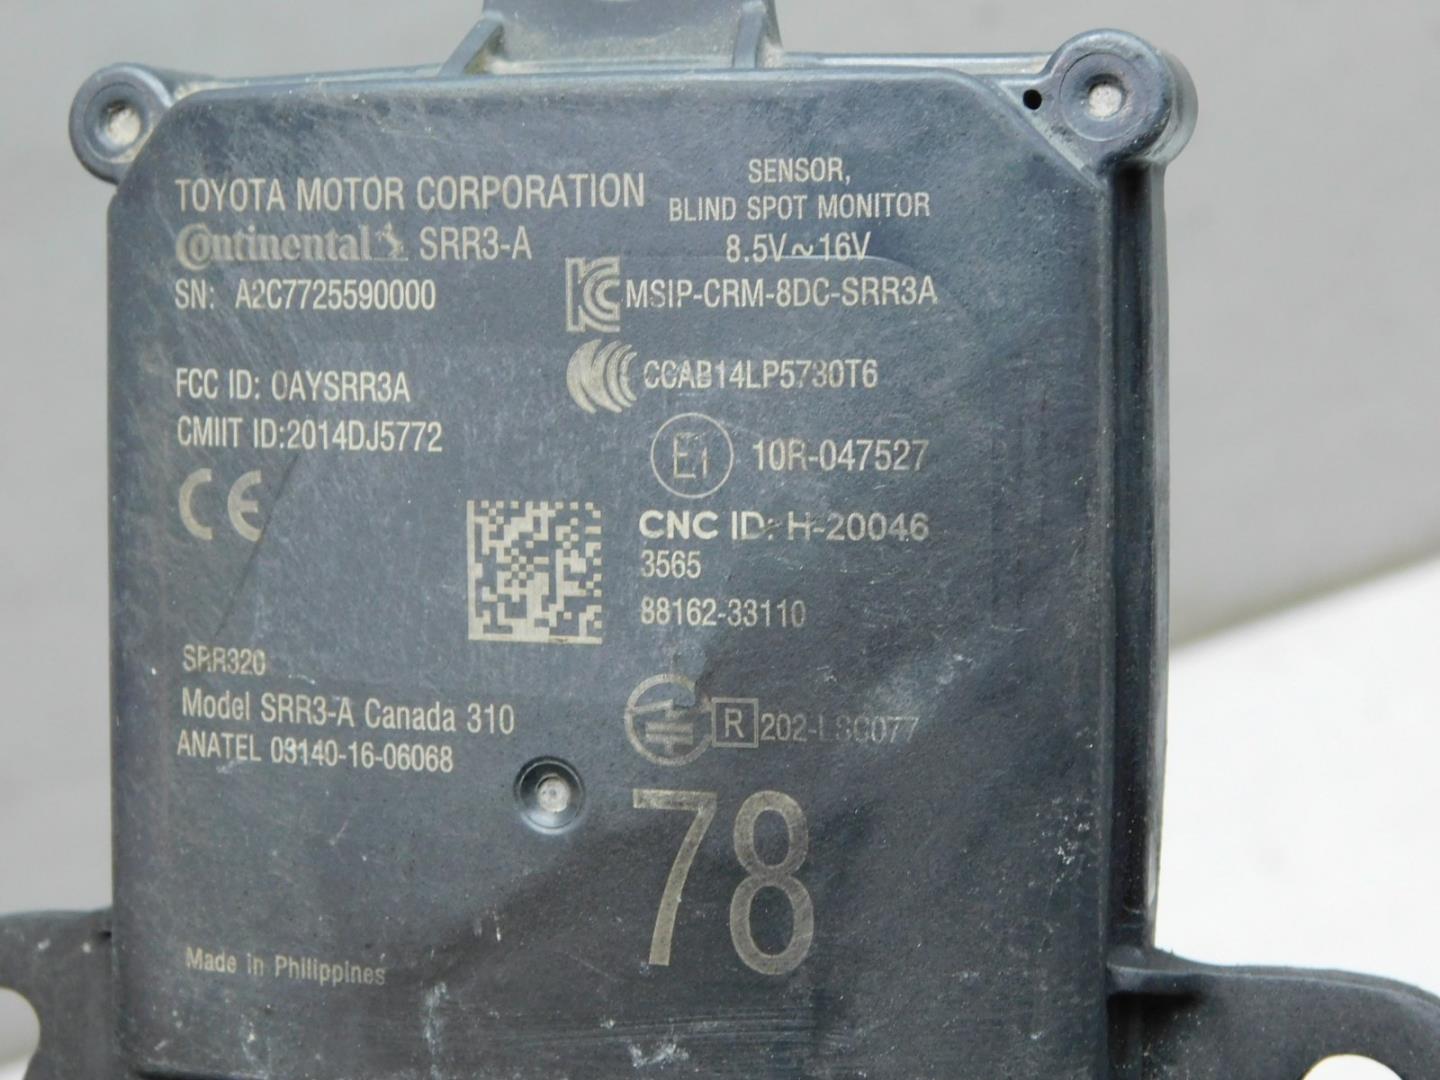 TOYOTA MOTOR CORPORATION
SENSOR,
BLIND SPOT MONITOR
8.5V~16V
Continental SRR3-A
SN: A2C7725590000
MSIP-CRM-8DC-SRR3A
FCC ID: OAYSRR3A
CCAB14LP5730T6
CMIIT ID:2014DJ5772
E1 10R-047527
CE
CNC ID: H-20046
3565
88162-33110
SRR320
Model SRR3-A Canada 310
ANATEL 03140-16-06068
R 202-LSG077
78
Made in Philippines